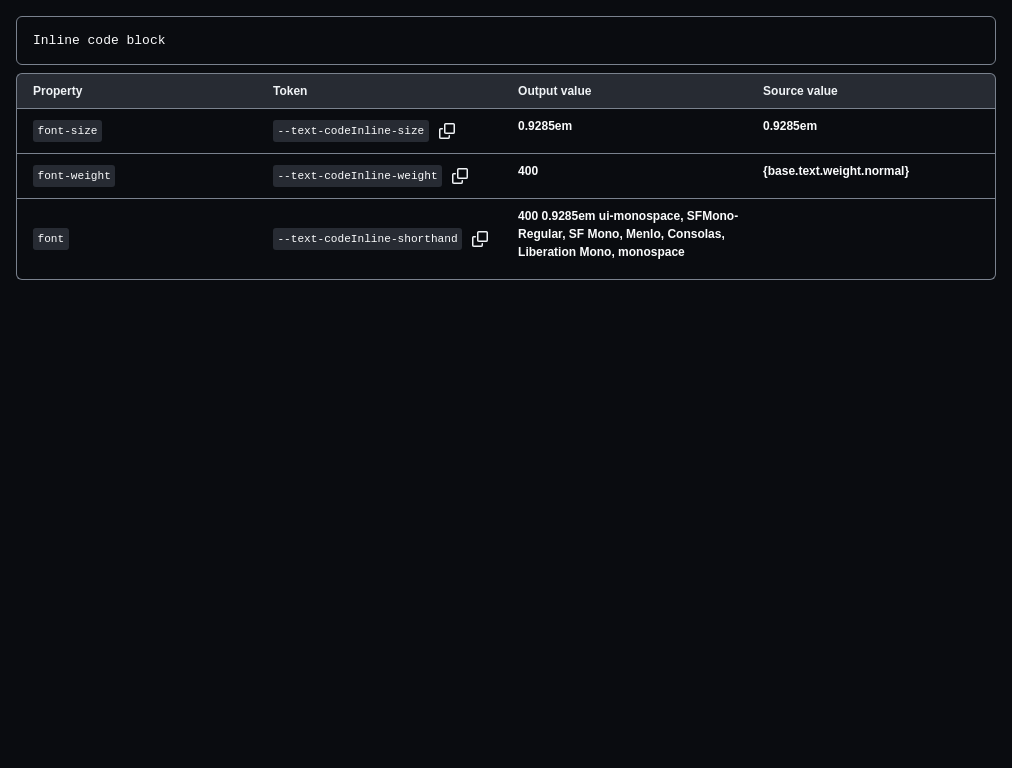 Inline code block
Property Token Output value Source value
font-size --text-codeInline-size 0.9285em 0.9285em
font-weight --text-codeInline-weight 400 {base.text.weight.normal}
font --text-codeInline-shorthand 400 0.9285em ui-monospace, SFMono-
Regular, SF Mono, Menlo, Consolas,
Liberation Mono, monospace